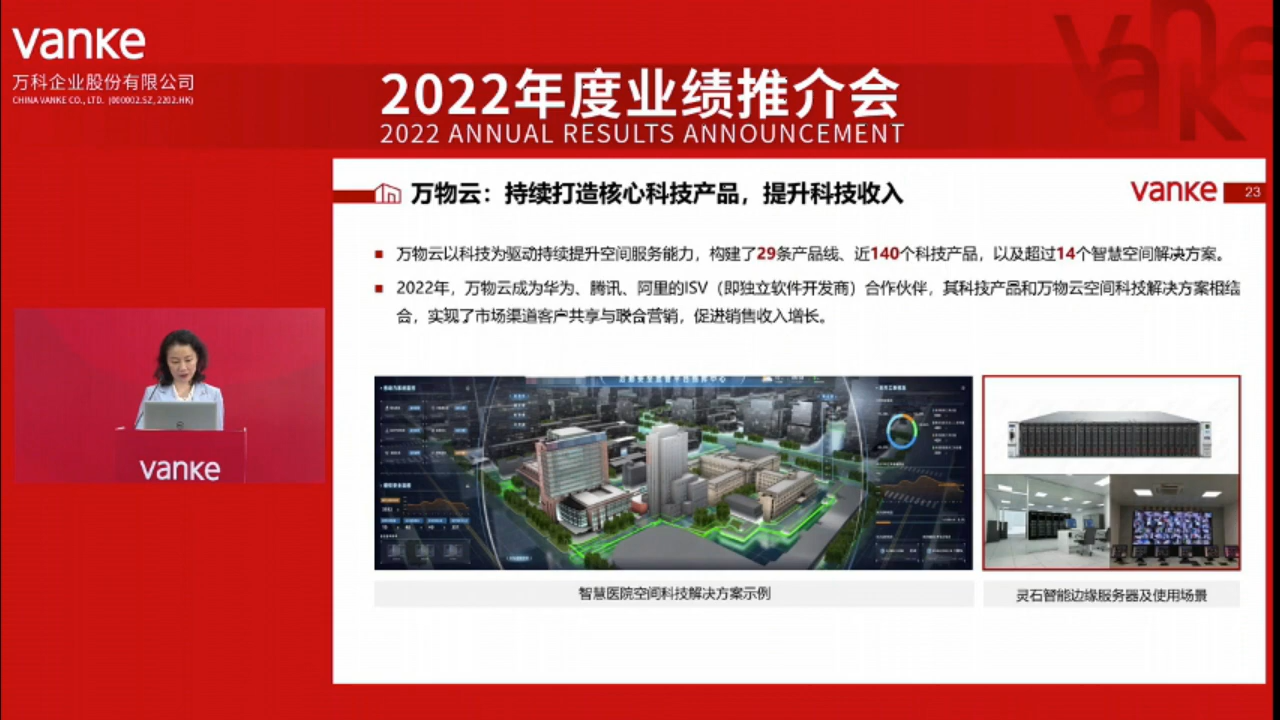 vanke
万科企业股份有限公司
CHINA VANKE CO., LTD. (000002.SZ, 2202.HK)
2022年度业绩推介会
2022 ANNUAL RESULTS ANNOUNCEMENT
vanke
万物云：持续打造核心科技产品，提升科技收入
vanke
23
万物云以科技为驱动持续提升空间服务能力，构建了29条产品线、近140个科技产品，以及超过14个智慧空间解决方案。
2022年，万物云成为华为、腾讯、阿里的ISV（即独立软件开发商）合作伙伴，其科技产品和万物云空间科技解决方案相结
合，实现了市场渠道客户共享与联合营销，促进销售收入增长。
智慧医院空间科技解决方案示例
灵石智能边缘服务器及使用场景
vanke